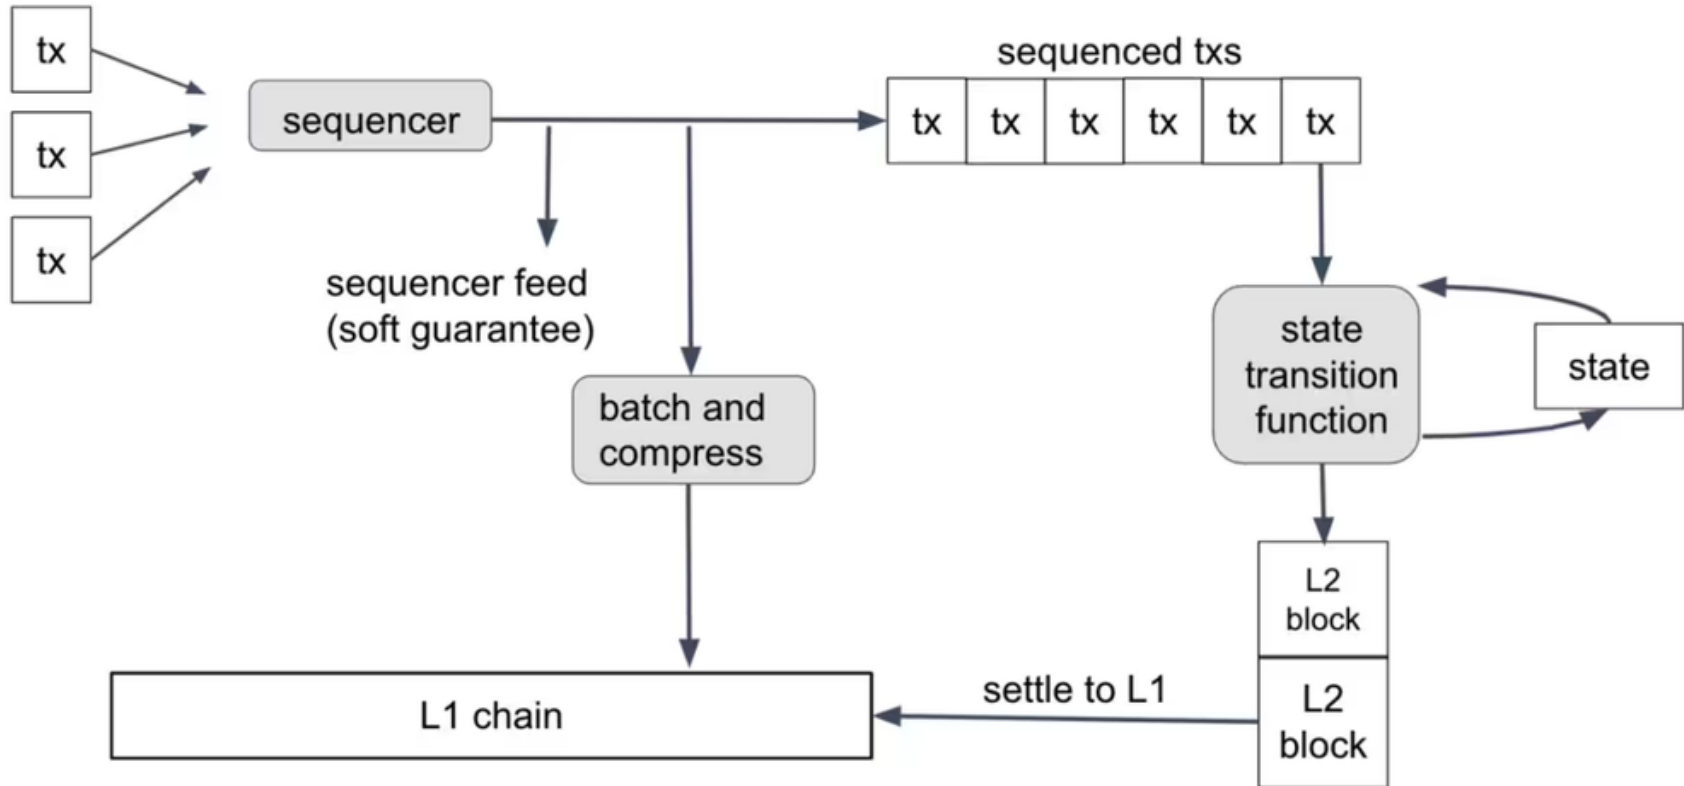 tx
tx
tx
sequencer
sequenced txs
tx tx tx tx tx tx
sequencer feed
(soft guarantee)
batch and
compress
state
transition
function
state
L2
block
L2
block
settle to L1
L1 chain